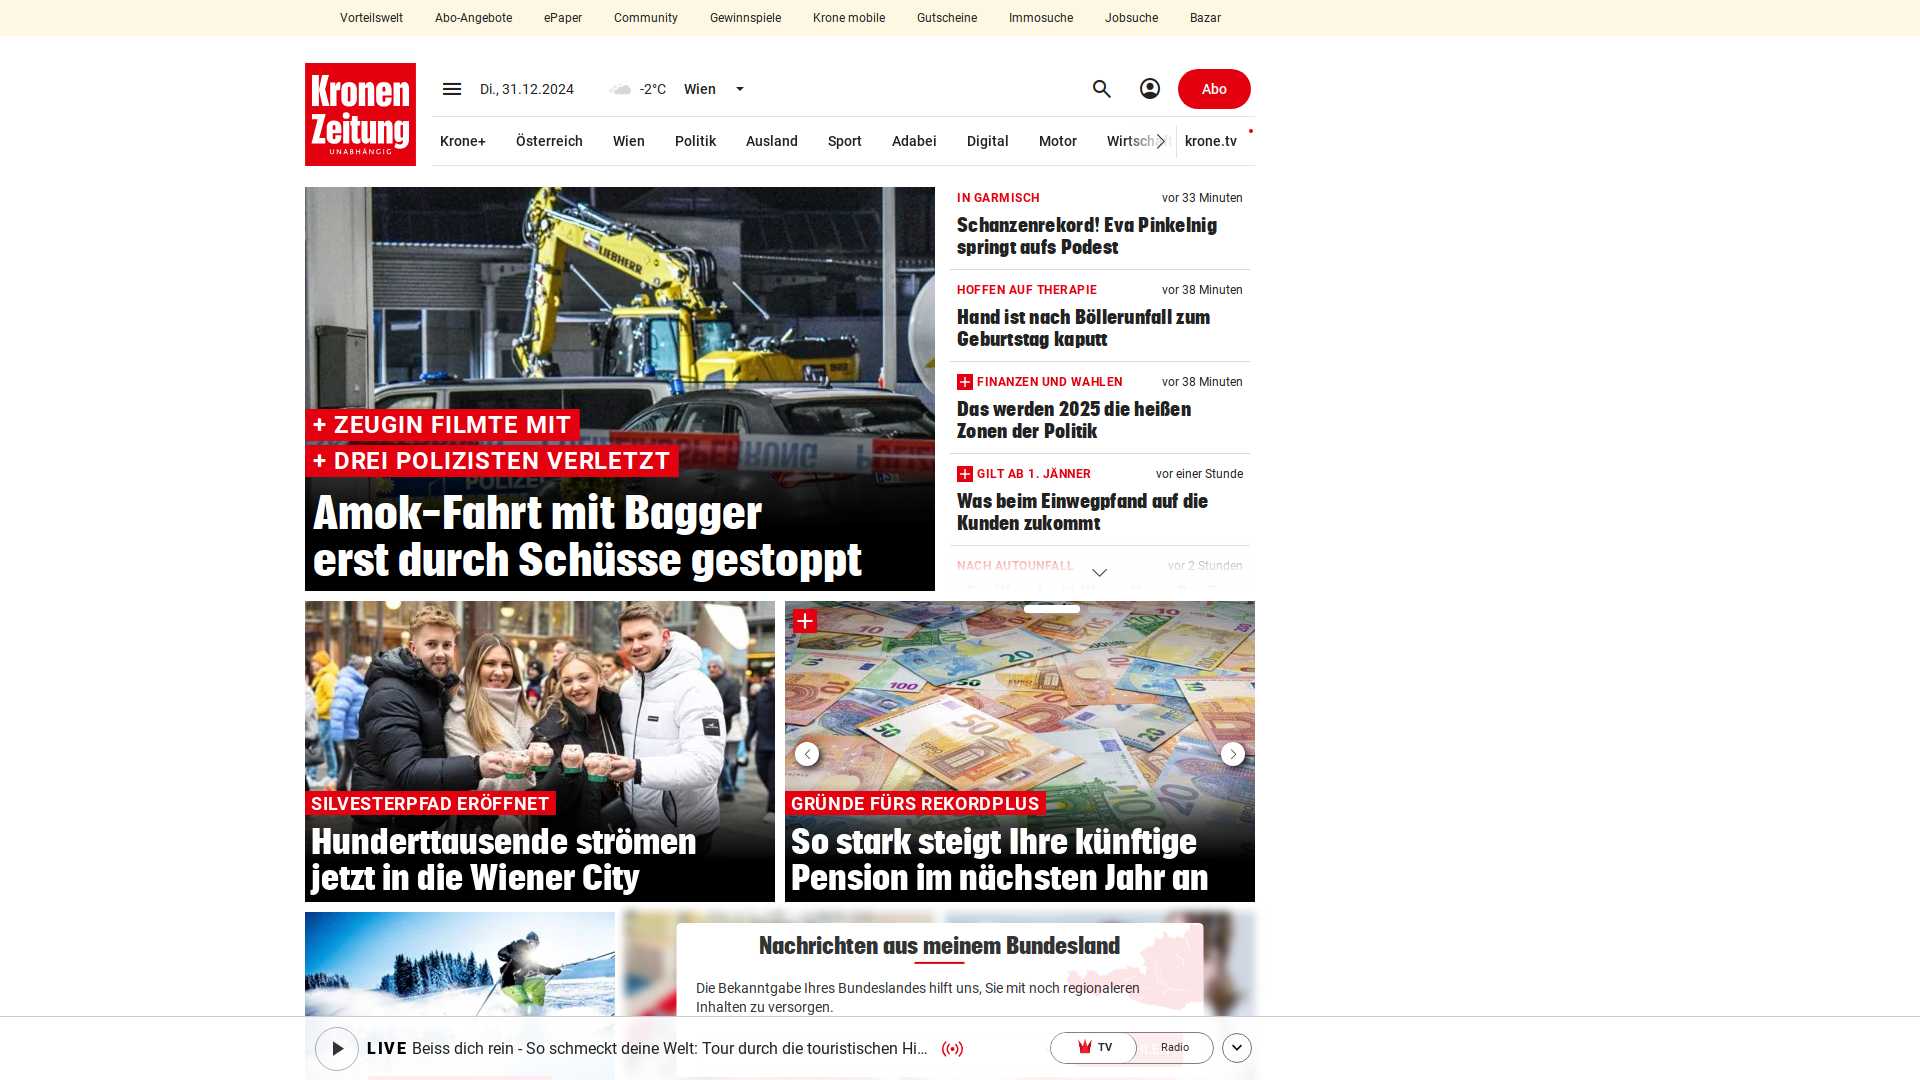 Vorteilswelt Abo-Angebote ePaper Community Gewinnspiele Krone mobile Gutscheine Immosuche Jobsuche Bazar
Kronen
Zeitung
UNABHÄNGIG
Di., 31.12.2024 -2°C Wien Abo
Krone+ Österreich Wien Politik Ausland Sport Adabei Digital Motor krone.tv
LIEBHERR
POLIZEI
+ ZEUGIN FILMTE MIT
+ DREI POLIZISTEN VERLETZT
Amok-Fahrt mit Bagger
erst durch Schüsse gestoppt
IN GARMISCH vor 33 Minuten
Schanzenrekord! Eva Pinkelnig
springt aufs Podest
HOFFEN AUF THERAPIE vor 38 Minuten
Hand ist nach Böllerunfall zum
Geburtstag kaputt
FINANZEN UND WAHLEN vor 38 Minuten
Das werden 2025 die heißen
Zonen der Politik
GILT AB 1. JÄNNER vor einer Stunde
Was beim Einwegpfand auf die
Kunden zukommt
NACH AUTOUNFALL vor 2 Stunden
SILVESTERPFAD ERÖFFNET
Hunderttausende strömen
jetzt in die Wiener City
GRÜNDE FÜRS REKORDPLUS
So stark steigt Ihre künftige
Pension im nächsten Jahr an
Nachrichten aus meinem Bundesland
Die Bekanntgabe Ihres Bundeslandes hilft uns, Sie mit noch regionaleren
Inhalten zu versorgen.
LIVE Beiss dich rein - So schmeckt deine Welt: Tour durch die touristischen Hi... TV Radio